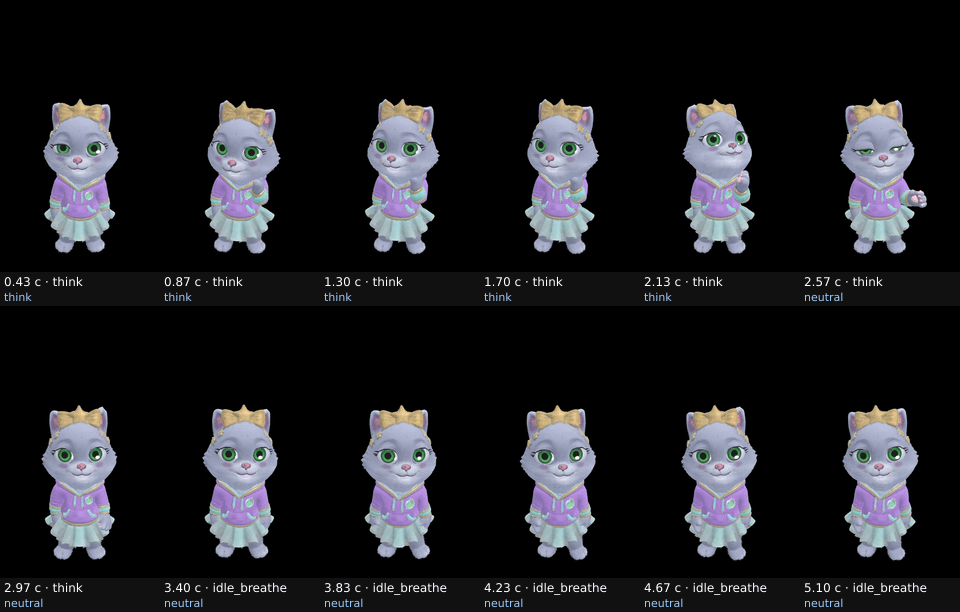 0.43 c · think
think
0.87 c · think
think
1.30 c · think
think
1.70 c · think
think
2.13 c · think
think
2.57 c · think
neutral
2.97 c · think
neutral
3.40 c · idle_breathe
neutral
3.83 c · idle_breathe
neutral
4.23 c · idle_breathe
neutral
4.67 c · idle_breathe
neutral
5.10 c · idle_breathe
neutral